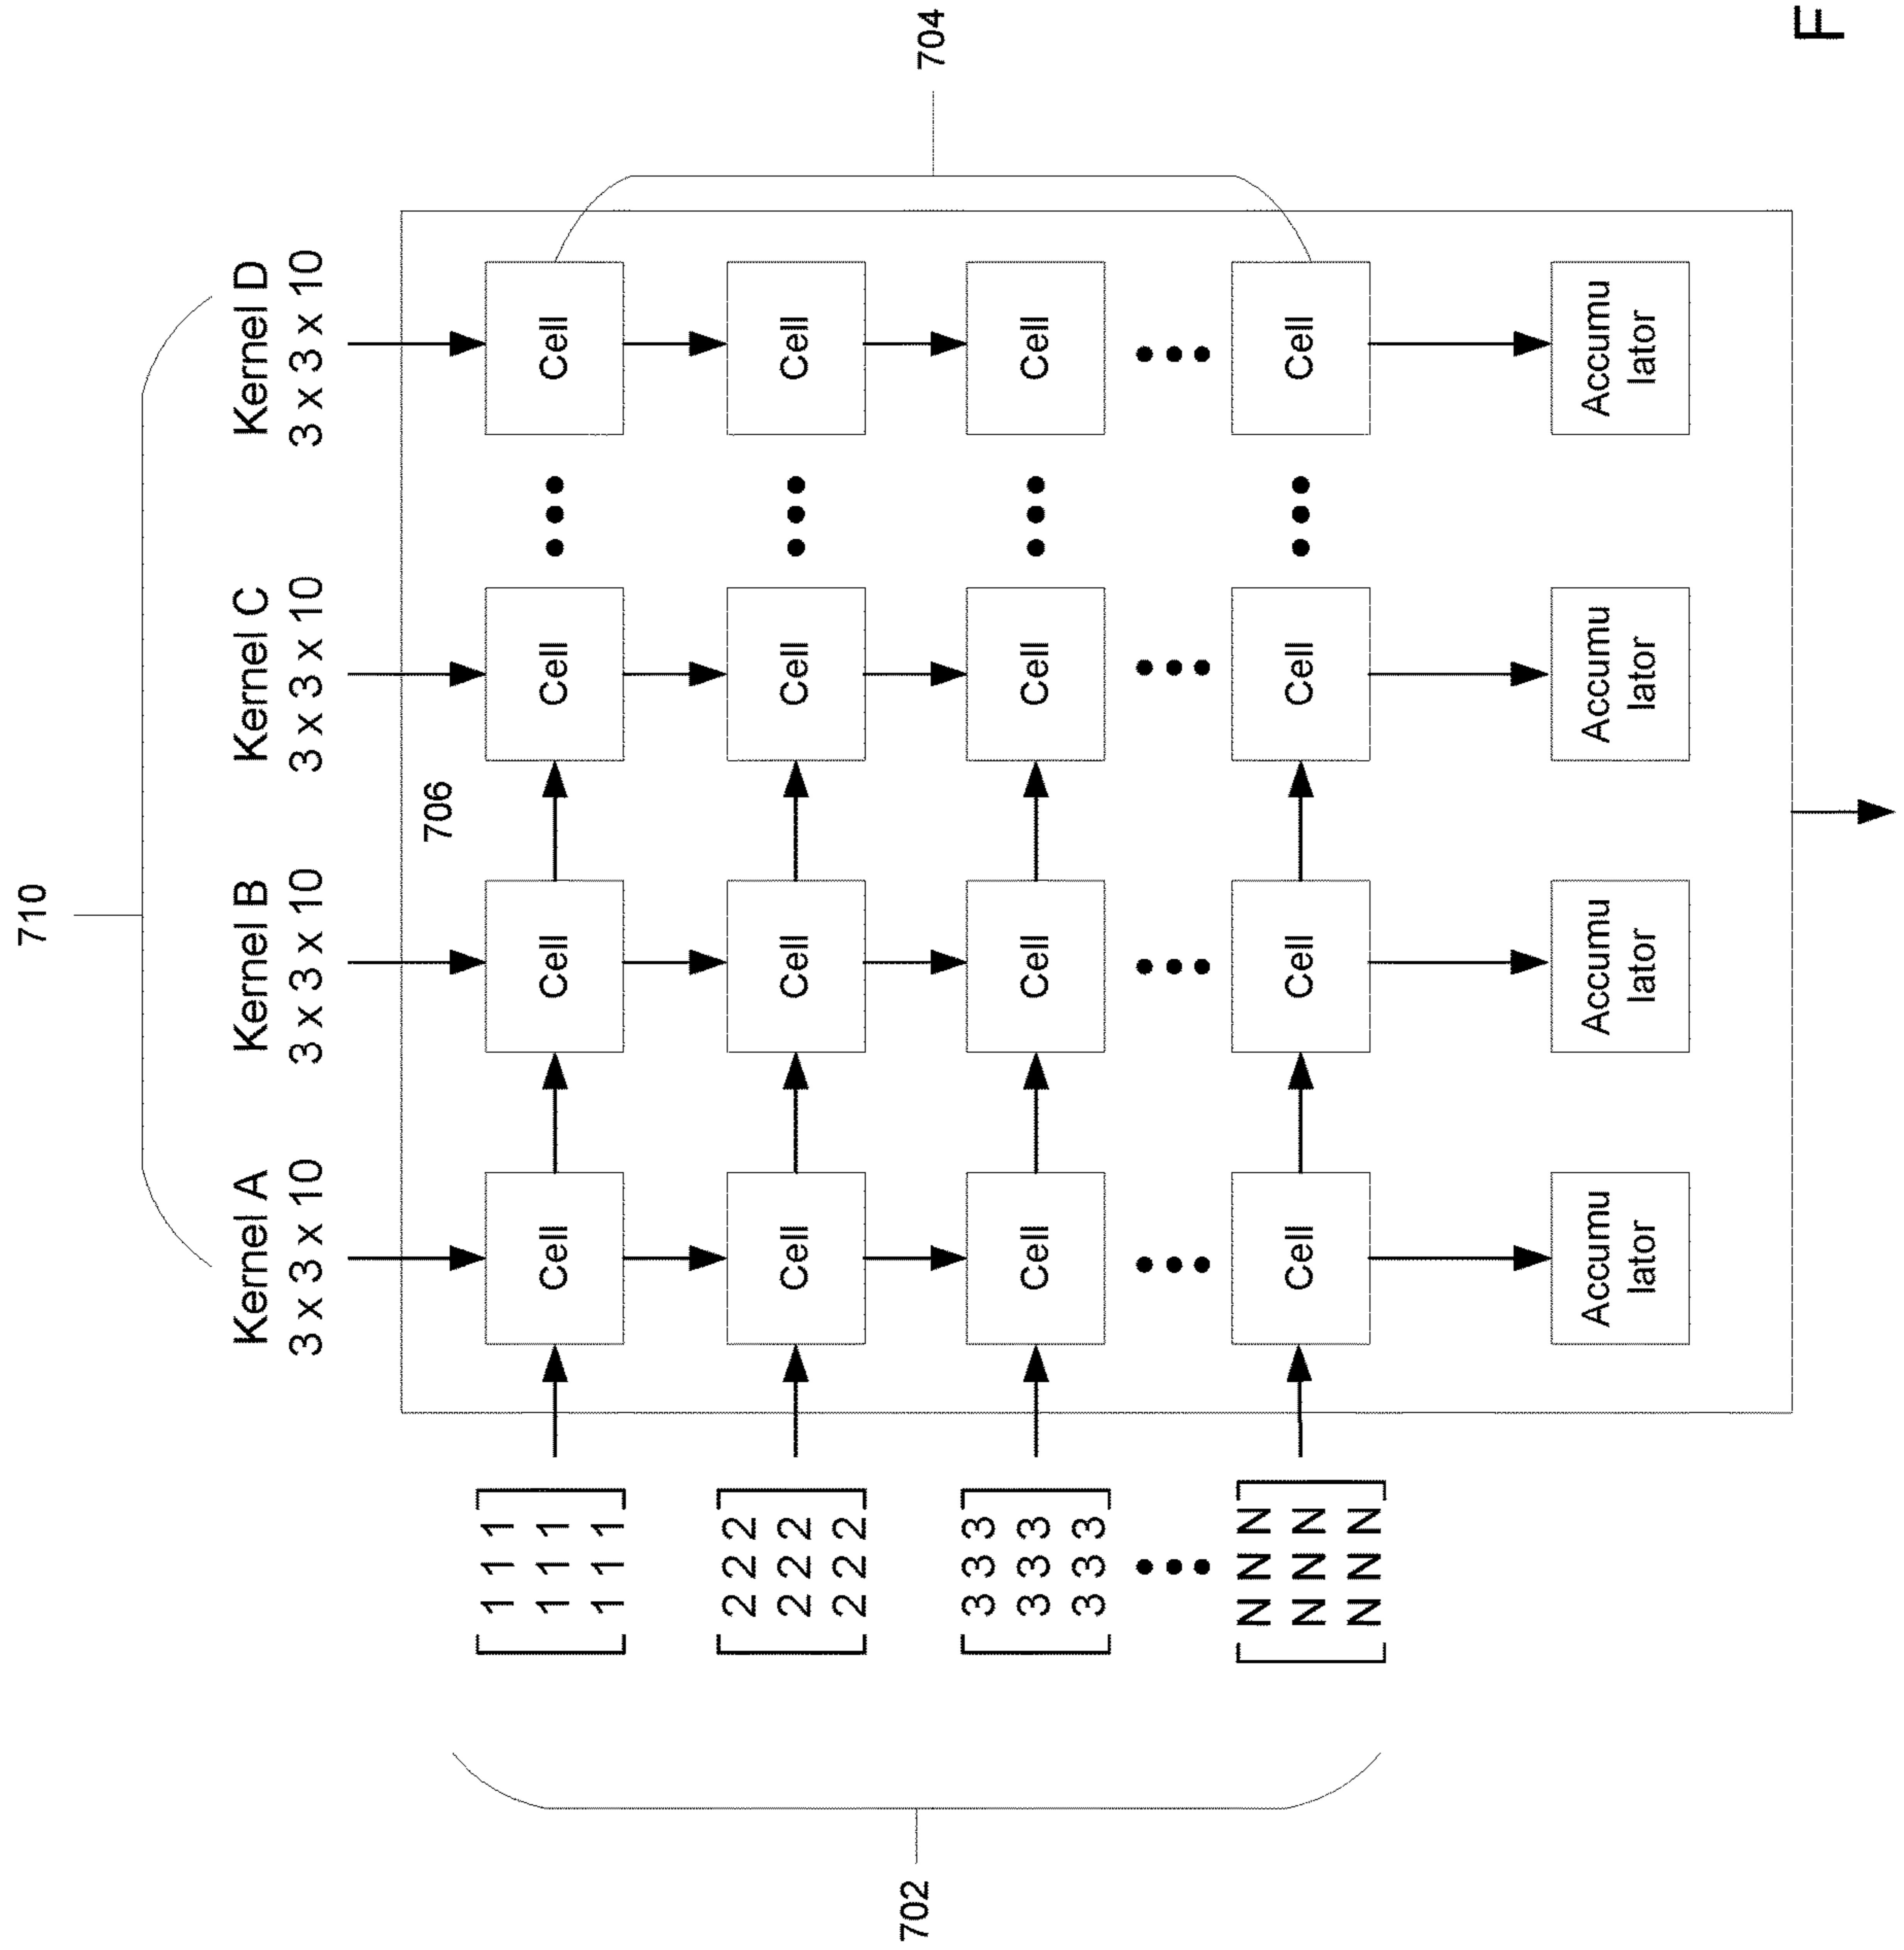 710
Kernel A
3 x 3 x 10
Kernel B
3 x 3 x 10
Kernel C
3 x 3 x 10
Kernel D
3 x 3 x 10
706
1 1 1
1 1 1
1 1 1
Cell
Cell
Cell
Cell
2 2 2
2 2 2
2 2 2
Cell
Cell
Cell
Cell
702
704
3 3 3
3 3 3
3 3 3
Cell
Cell
Cell
Cell
N N N
N N N
N N N
Cell
Cell
Cell
Cell
Accumu
lator
Accumu
lator
Accumu
lator
Accumu
lator
F